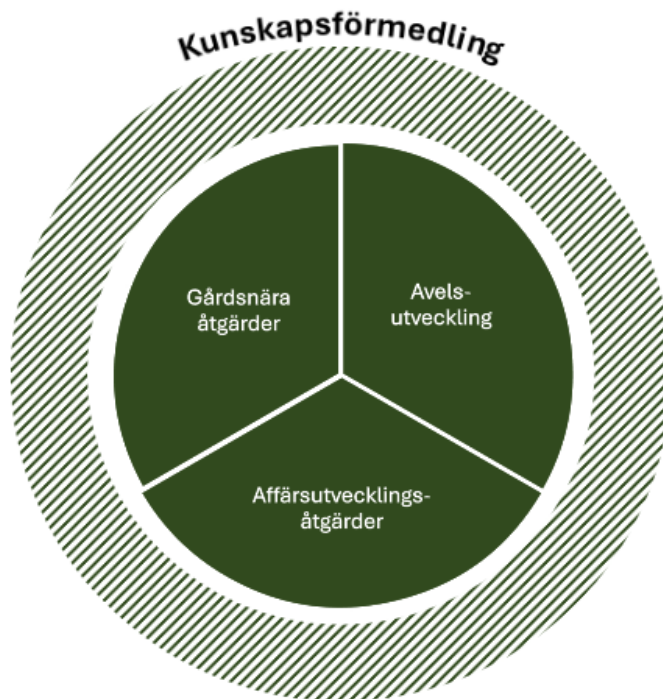 Kunskapsförmedling
Gårdsnära
åtgärder
Avels-
utveckling
Affärsutvecklings-
åtgärder